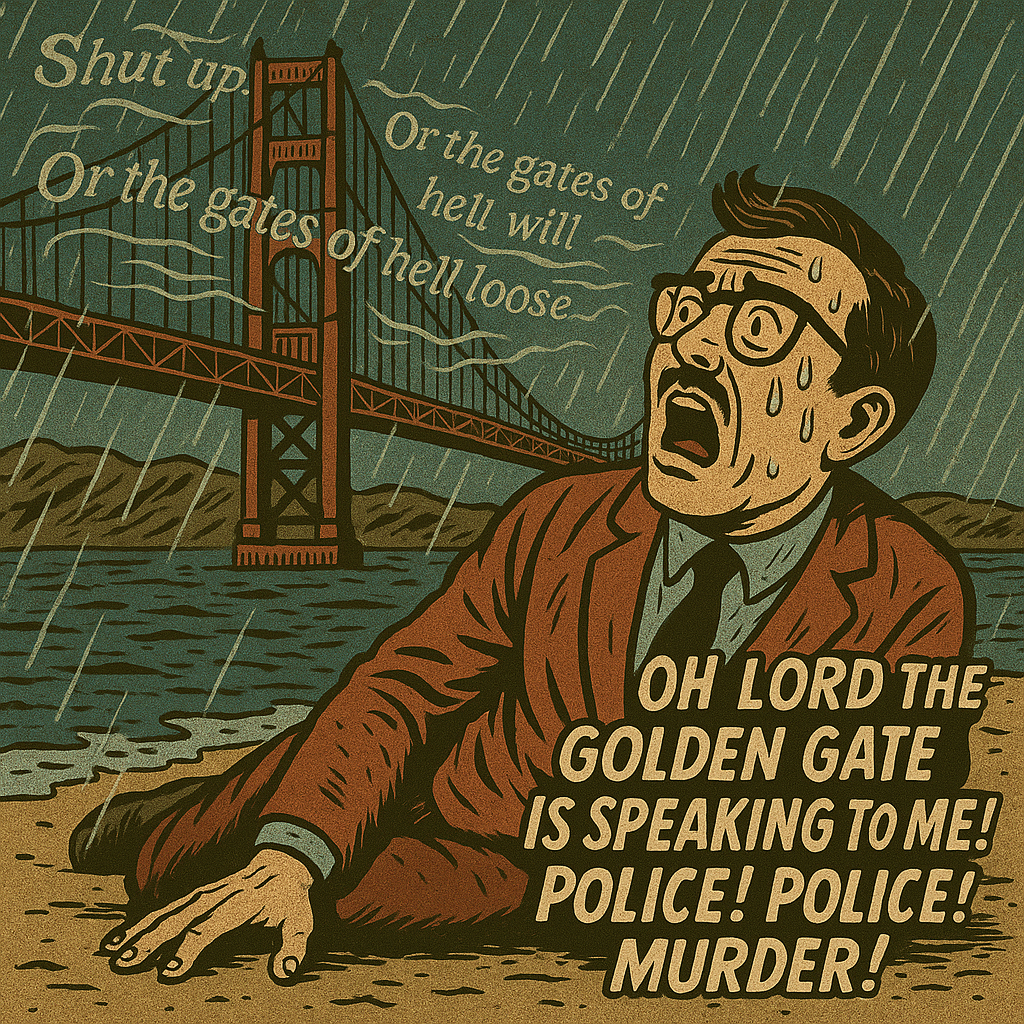 Shut up.
Or the gates of hell loose
Or the gates of
hell will
OH LORD THE
GOLDEN GATE
IS SPEAKING TO ME!
POLICE! POLICE!
MURDER!